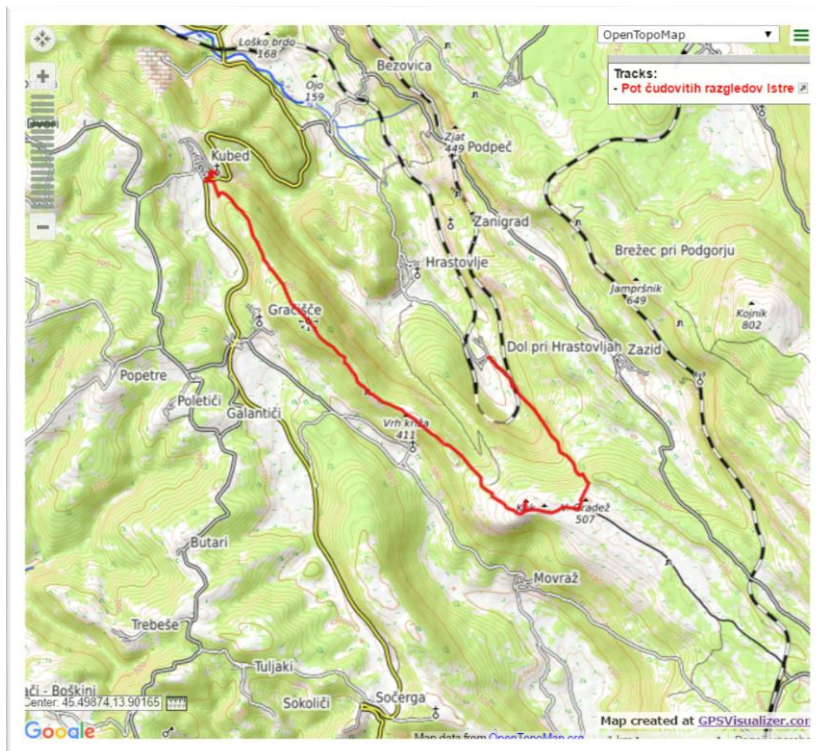 OpenTopoMap
Tracks:
- Pot čudovitih razgledov Istre
Loško brdo
168
Ojo
159
Bezovica
Zjat
449
Podpeč
Kubed
Zanigrad
Hrastovlje
Brežec pri Podgorju
Jampršnik
649
Kojnik
802
Gračišče
Dol pri Hrastovljah
Zazid
Popetre
Poletiči
Galantiči
Vrh križa
411
507
Butari
Movraž
Trebeše
Tuljaki
Sokoliči
Sočerga
Center: 45.49874,13.90165
Google
Map created at GPSVisualizer.com
Map data from OpenTopoMap.org